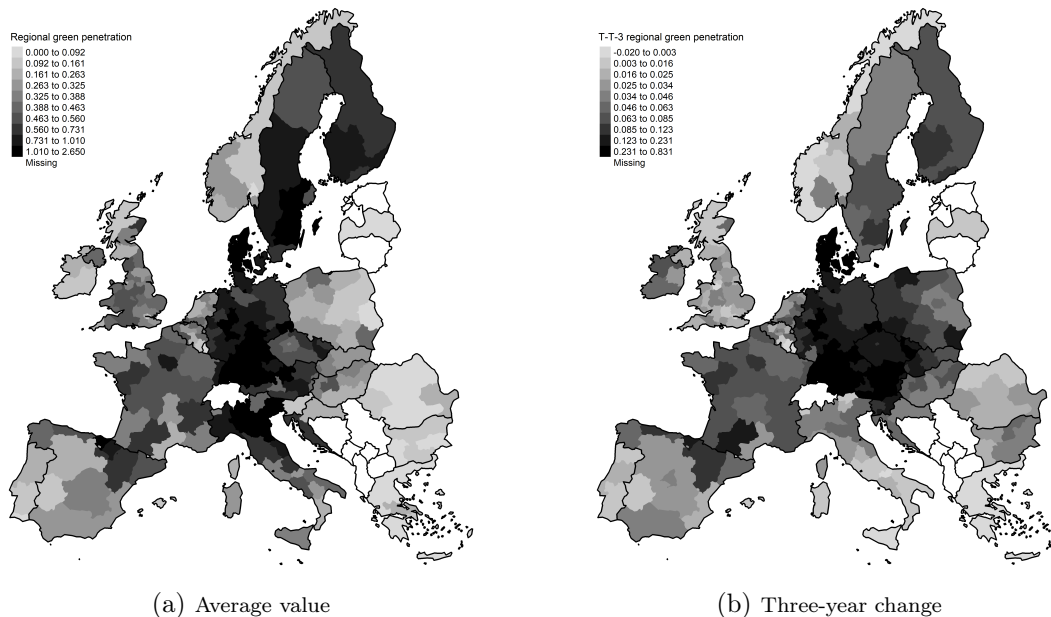 Regional green penetration
0.000 to 0.092
0.092 to 0.161
0.161 to 0.263
0.263 to 0.325
0.325 to 0.388
0.388 to 0.463
0.463 to 0.560
0.560 to 0.731
0.731 to 1.010
1.010 to 2.650
Missing
(a) Average value
T-T-3 regional green penetration
-0.020 to 0.003
0.003 to 0.016
0.016 to 0.025
0.025 to 0.034
0.034 to 0.046
0.046 to 0.063
0.063 to 0.085
0.085 to 0.123
0.123 to 0.231
0.231 to 0.831
Missing
(b) Three-year change